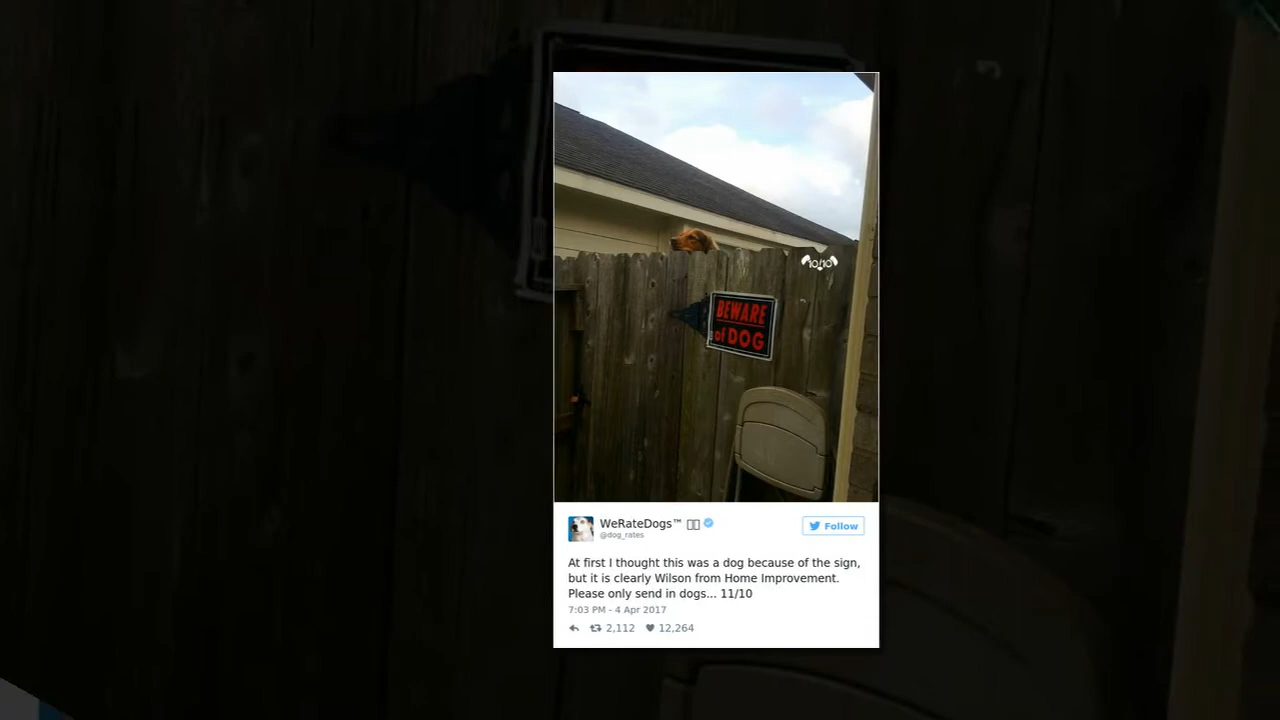 10/10
BEWARE
of DOG
WeRateDogs™
Follow
@dog_rates
At first I thought this was a dog because of the sign,
but it is clearly Wilson from Home Improvement.
Please only send in dogs... 11/10
7:03 PM - 4 Apr 2017
2,112 12,264